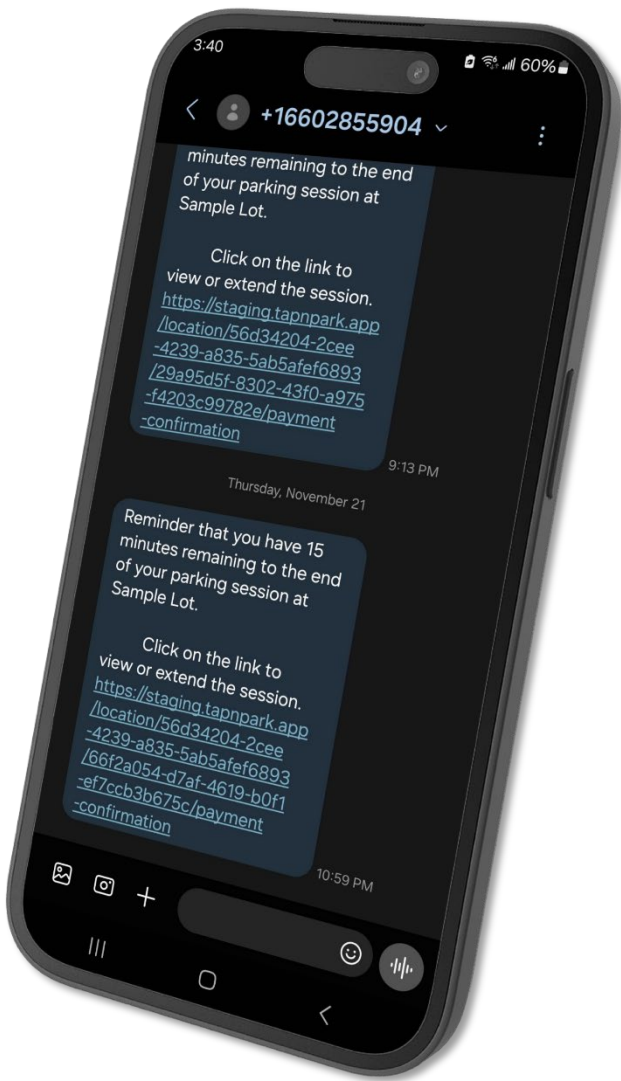 3:40
60%
+16602855904
minutes remaining to the end
of your parking session at
Sample Lot.
Click on the link to
view or extend the session.
https://staging.tapnpark.app
/location/56d34204-2cee
-4239-a835-5ab5afef6893
/29a95d5f-8302-43f0-a975
-f4203c99782e/payment
-confirmation
9:13 PM
Thursday, November 21
Reminder that you have 15
minutes remaining to the end
of your parking session at
Sample Lot.
Click on the link to
view or extend the session.
https://staging.tapnpark.app
/location/56d34204-2cee
-4239-a835-5ab5afef6893
/66f2a054-d7af-4619-b0f1
-ef7ccb3b675c/payment
-confirmation
10:59 PM